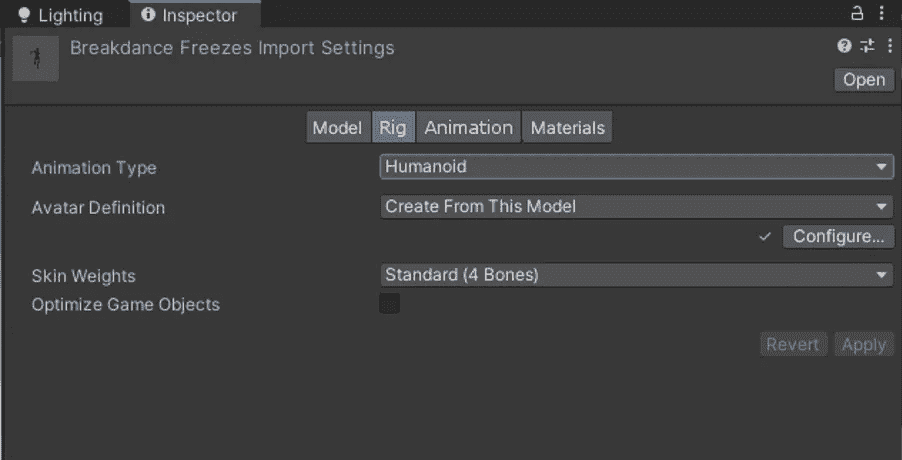 Lighting Inspector
Breakdance Freezes Import Settings
Open
Model Rig Animation Materials
Animation Type Humanoid
Avatar Definition Create From This Model
Configure...
Skin Weights Standard (4 Bones)
Optimize Game Objects
Revert Apply